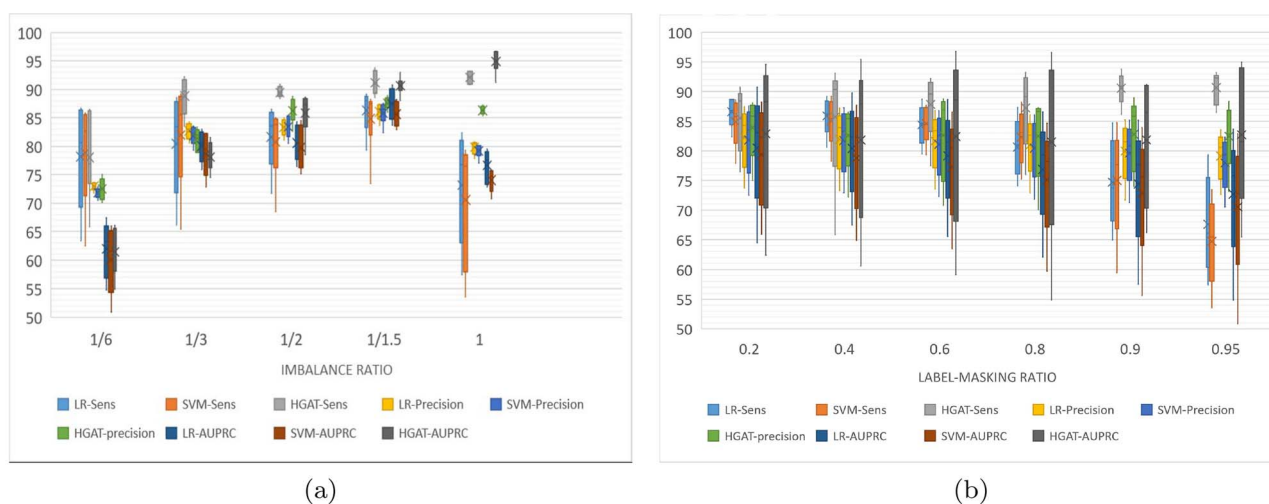 100
95
90
85
80
75
70
65
60
55
50
1/6 1/3 1/2 1/1.5 1
IMBALANCE RATIO
LR-Sens SVM-Sens HGAT-Sens LR-Precision SVM-Precision
HGAT-precision LR-AUPRC SVM-AUPRC HGAT-AUPRC
(a)
100
95
90
85
80
75
70
65
60
55
50
0.2 0.4 0.6 0.8 0.9 0.95
LABEL-MASKING RATIO
LR-Sens SVM-Sens HGAT-Sens LR-Precision SVM-Precision
HGAT-precision LR-AUPRC SVM-AUPRC HGAT-AUPRC
(b)